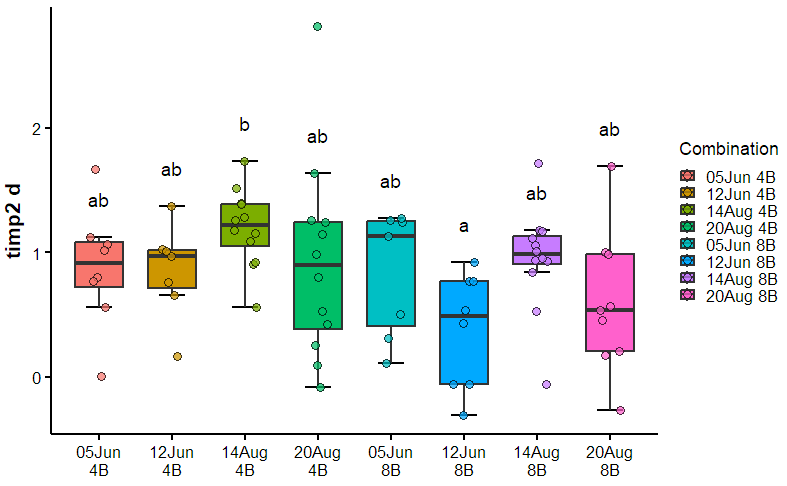 timp2 d
2
1
0
ab
ab
b
ab
ab
a
ab
ab
05Jun 4B
12Jun 4B
14Aug 4B
20Aug 4B
05Jun 8B
12Jun 8B
14Aug 8B
20Aug 8B
Combination
05Jun 4B
12Jun 4B
14Aug 4B
20Aug 4B
05Jun 8B
12Jun 8B
14Aug 8B
20Aug 8B